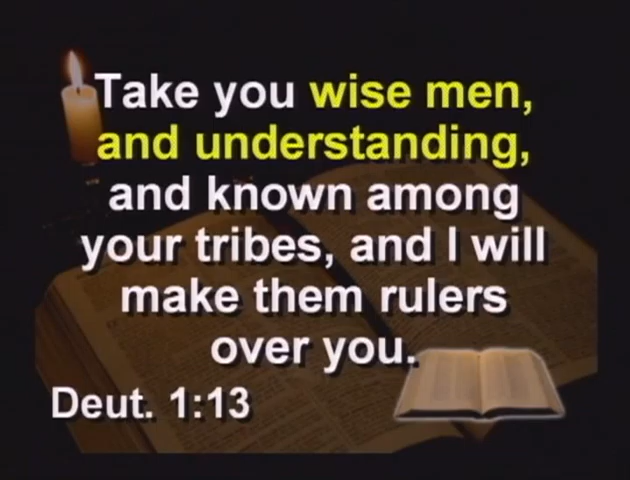 Take you wise men,
and understanding,
and known among
your tribes, and I will
make them rulers
over you.
Deut. 1:13